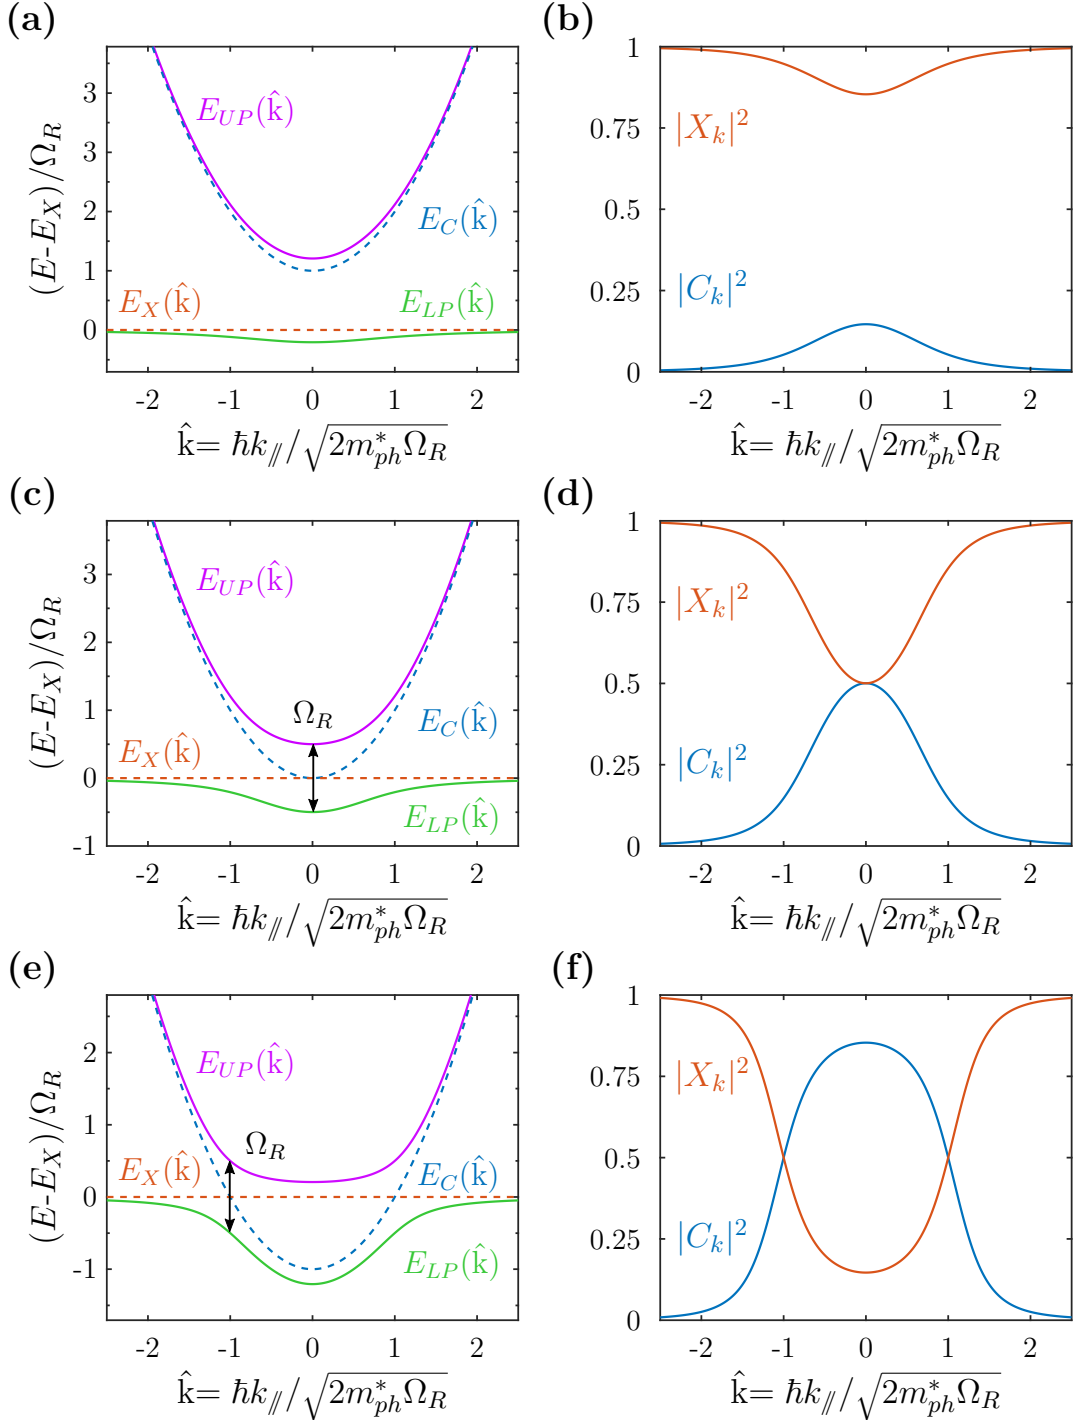 (a)
(E-E_X)/Ω_R
3
3
2
1
0
E_{UP}(k̂)
E_C(k̂)
E_X(k̂)
E_{LP}(k̂)
-2 -1 0 1 2
k̂= ħk_{//}/√(2m*_{ph}Ω_R)
(b)
1
0.75
0.5
0.25
0
|X_k|²
|C_k|²
-2 -1 0 1 2
k̂= ħk_{//}/√(2m*_{ph}Ω_R)
(c)
(E-E_X)/Ω_R
3
2
1
0
-1
E_{UP}(k̂)
Ω_R
E_C(k̂)
E_X(k̂)
E_{LP}(k̂)
-2 -1 0 1 2
k̂= ħk_{//}/√(2m*_{ph}Ω_R)
(d)
1
0.75
0.5
0.25
0
|X_k|²
|C_k|²
-2 -1 0 1 2
k̂= ħk_{//}/√(2m*_{ph}Ω_R)
(e)
(E-E_X)/Ω_R
2
1
0
-1
E_{UP}(k̂)
Ω_R
E_X(k̂)
E_C(k̂)
E_{LP}(k̂)
-2 -1 0 1 2
k̂= ħk_{//}/√(2m*_{ph}Ω_R)
(f)
1
0.75
0.5
0.25
0
|X_k|²
|C_k|²
-2 -1 0 1 2
k̂= ħk_{//}/√(2m*_{ph}Ω_R)